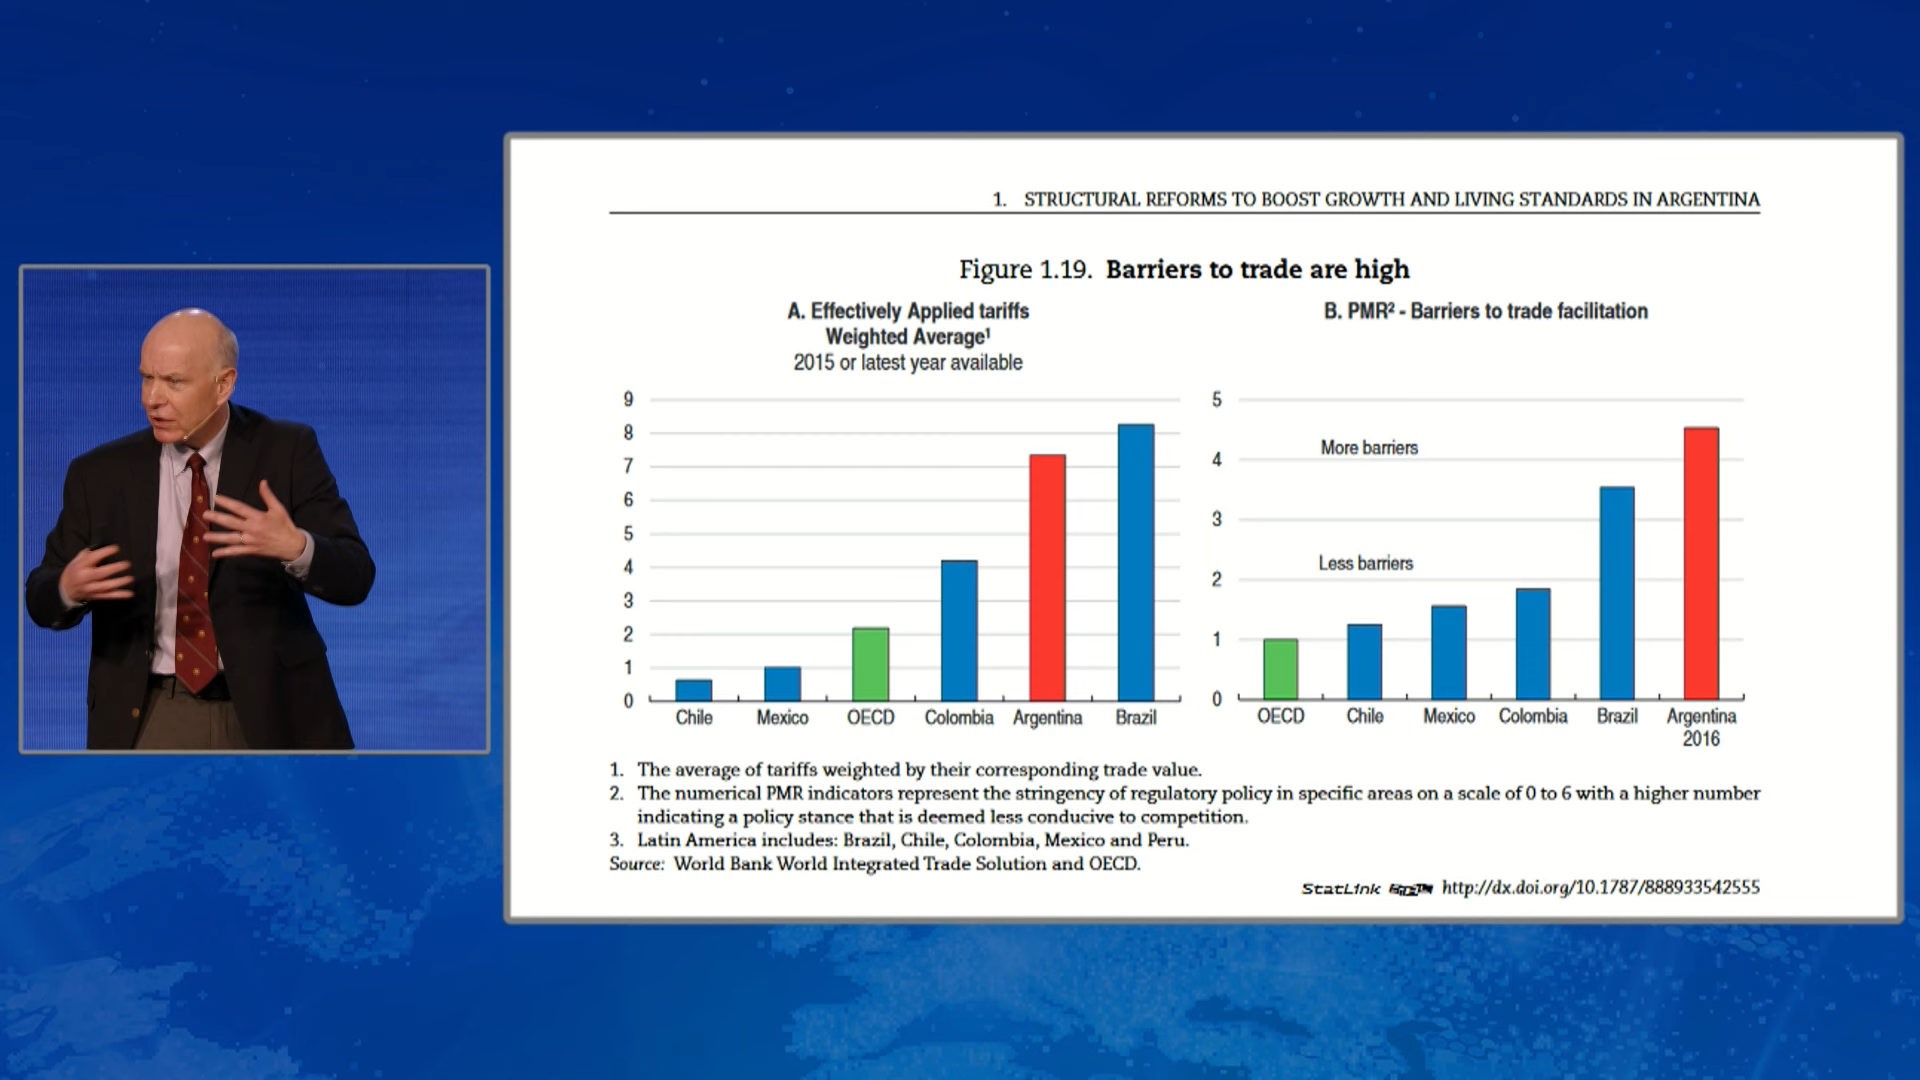 1. STRUCTURAL REFORMS TO BOOST GROWTH AND LIVING STANDARDS IN ARGENTINA
Figure 1.19. Barriers to trade are high
A. Effectively Applied tariffs
Weighted Average¹
2015 or latest year available
9
8
7
6
5
4
3
2
1
0
Chile Mexico OECD Colombia Argentina Brazil
B. PMR² - Barriers to trade facilitation
5
4
3
2
1
0
More barriers
Less barriers
OECD Chile Mexico Colombia Brazil Argentina
2016
1. The average of tariffs weighted by their corresponding trade value.
2. The numerical PMR indicators represent the stringency of regulatory policy in specific areas on a scale of 0 to 6 with a higher number
indicating a policy stance that is deemed less conducive to competition.
3. Latin America includes: Brazil, Chile, Colombia, Mexico and Peru.
Source: World Bank World Integrated Trade Solution and OECD.
StatLink http://dx.doi.org/10.1787/888933542555